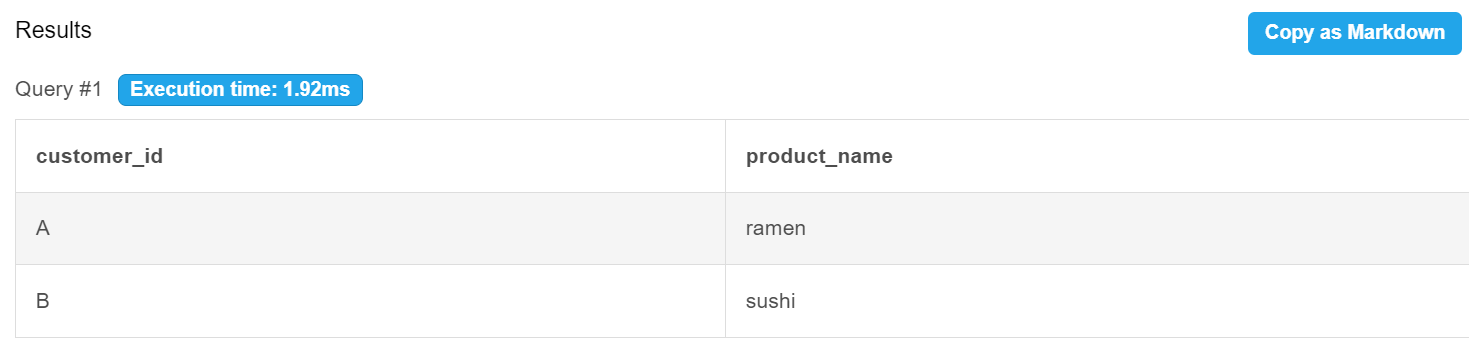 Results
Copy as Markdown
Query #1 Execution time: 1.92ms
customer_id product_name
A ramen
B sushi